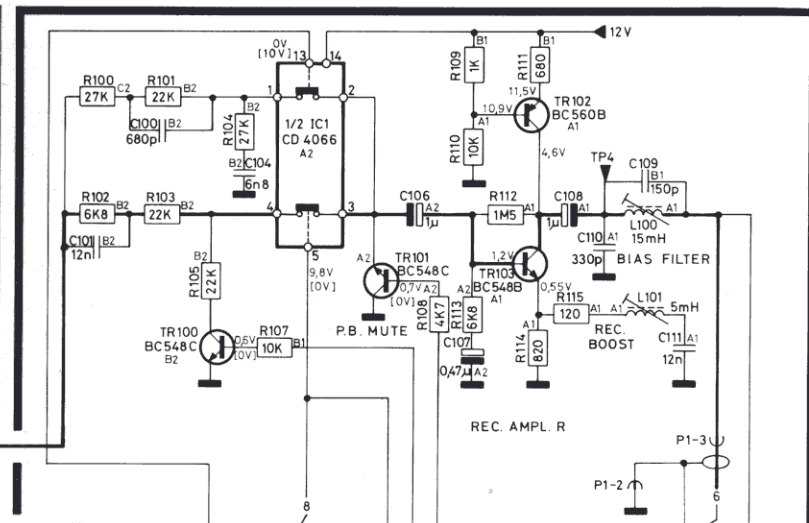 0V
[10V]
13
14
B1
B1
12V
R109
1K
R111
680
R100
27K
C2
R101
22K
B2
1
2
11,5V
TR102
BC560B
A1
10,9V
C100
B2
680p
R104
B2
27K
1/2 IC1
CD 4066
A2
A1
R110
10K
4,6V
B2
C104
6n8
TP4
C109
B1
150p
R102
6K8
B2
R103
22K
B2
4
3
C106
A2
1µ
R112
1M5
A1
C108
1µ
A1
A1
L100
15mH
C101
B2
12n
5
C110
A1
330p
BIAS FILTER
B2
R105
22K
9,8V
[0V]
A2
TR101
BC548C
0,7V
[0V]
A2
1,2V
TR103
BC548B
A1
0,55V
R108
4K7
A2
R113
6K8
P.B. MUTE
R115
120
A1
A1
L101
5mH
REC.
BOOST
TR100
BC548C
B2
0,6V
[0V]
R107
10K
B1
C107
0,47µ
A2
A1
R114
820
C111
A1
12n
REC. AMPL. R
P1-3
P1-2
6
8